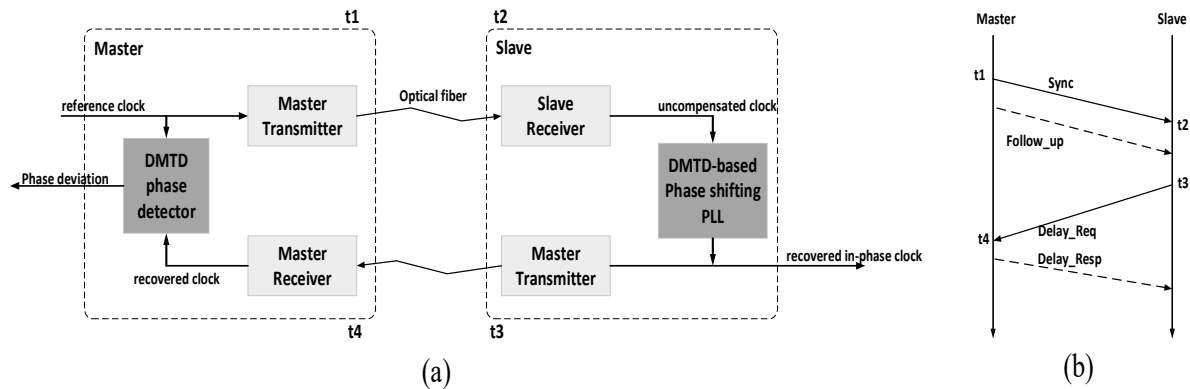 t1
t2
Master
Slave
reference clock
Master
Transmitter
Optical fiber
Slave
Receiver
uncompensated clock
DMTD
phase
detector
Phase deviation
DMTD-based
Phase shifting
PLL
recovered clock
Master
Receiver
Master
Transmitter
recovered in-phase clock
t4
t3
(a)
Master
Slave
t1
Sync
t2
Follow_up
t3
t4
Delay_Req
Delay_Resp
(b)